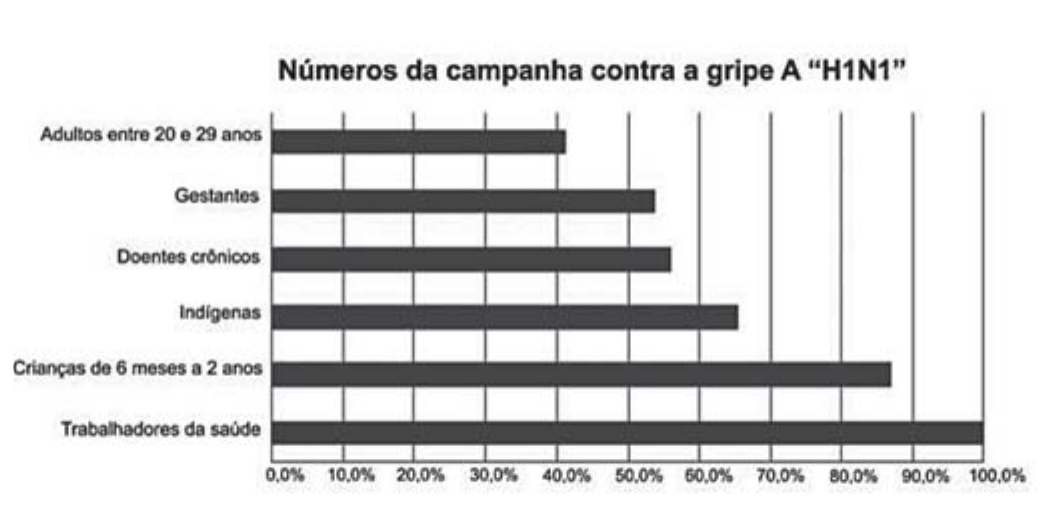 Números da campanha contra a gripe A “H1N1”
Adultos entre 20 e 29 anos
Gestantes
Doentes crônicos
Indígenas
Crianças de 6 meses a 2 anos
Trabalhadores da saúde
0,0% 10,0% 20,0% 30,0% 40,0% 50,0% 60,0% 70,0% 80,0% 90,0% 100,0%